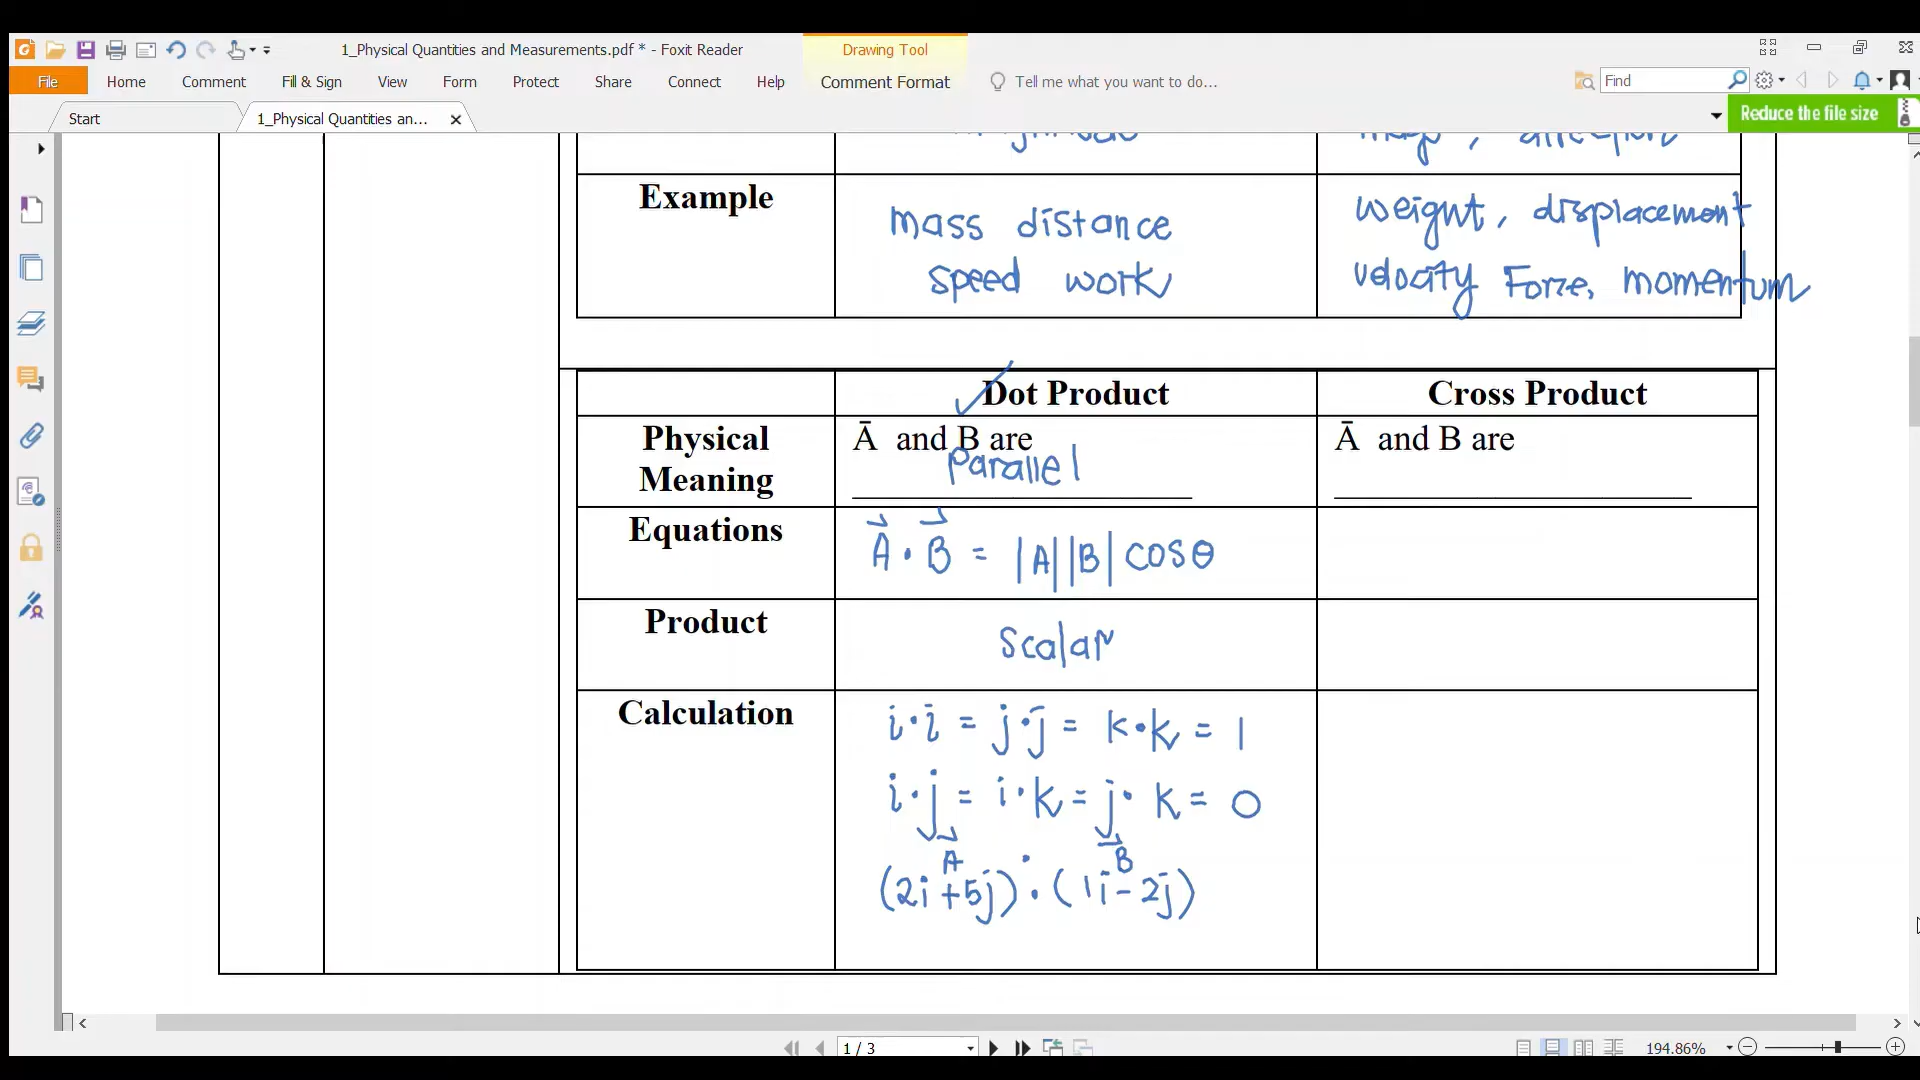 1_Physical Quantities and Measurements.pdf * - Foxit Reader
Drawing Tool
File Home Comment Fill & Sign View Form Protect Share Connect Help Comment Format Tell me what you want to do... Find
Start 1_Physical Quantities an... Reduce the file size
Example
mass distance
speed work
weight, displacement
velocity Force, momentum
Dot Product Cross Product
Physical Meaning
Ā and B are
parallel
Ā and B are
Equations
A · B = |A||B| cosθ
Product
Scalar
Calculation
i·i = j·j = k·k = 1
i·j = i·k = j·k = 0
A B
(2i+5j)·(1i-2j)
1 / 3
194.86%